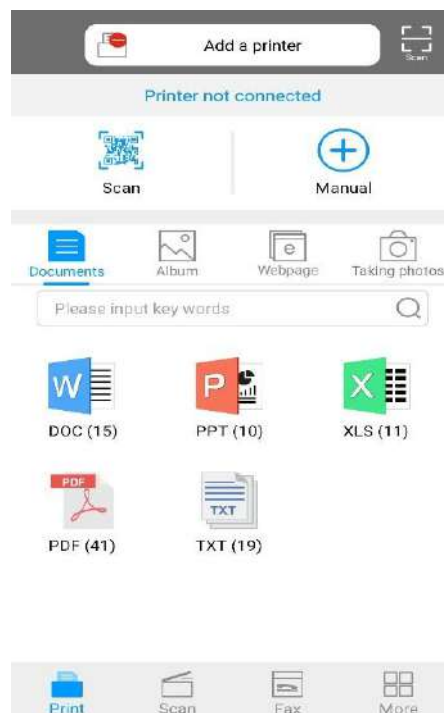 Add a printer
Scan
Printer not connected
Scan
Manual
Documents
Album
Webpage
Taking photos
Please input key words
W
P
X
DOC (15)
PPT (10)
XLS (11)
PDF
TXT
PDF (41)
TXT (19)
Print
Scan
Fax
More